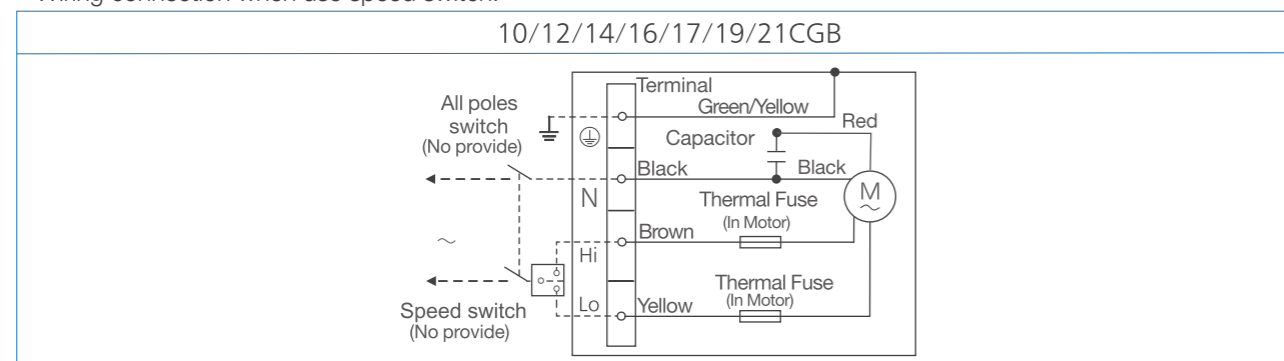 Wiring connection when use speed switch:
10/12/14/16/17/19/21CGB
All poles
switch
(No provide)
Terminal
Green/Yellow
Red
Capacitor
Black
Black
N
M
Thermal Fuse
(In Motor)
Brown
Hi
Thermal Fuse
(In Motor)
Lo
Yellow
Speed switch
(No provide)